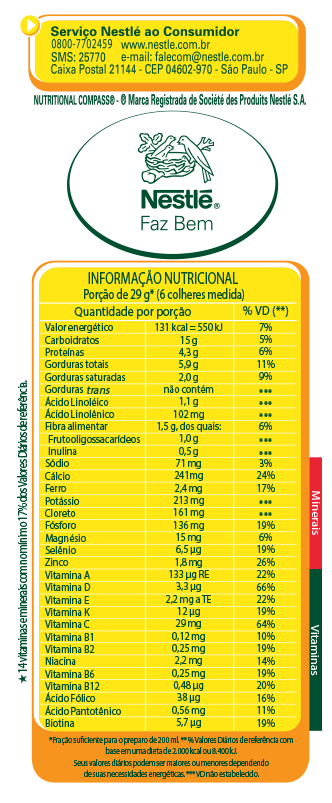 Serviço Nestlé ao Consumidor
0800-7702459 www.nestle.com.br
SMS: 25770 e-mail: falecom@nestle.com.br
Caixa Postal 21144 - CEP 04602-970 - São Paulo - SP
NUTRITIONAL COMPASS® - ® Marca Registrada de Société des Produits Nestlé S.A.
Nestlé®
Faz Bem
INFORMAÇÃO NUTRICIONAL
Porção de 29 g* (6 colheres medida)
Quantidade por porção % VD (**)
Valor energético 131 kcal = 550 kJ 7%
Carboidratos 15 g 5%
Proteínas 4,3 g 6%
Gorduras totais 5,9 g 11%
Gorduras saturadas 2,0 g 9%
Gorduras trans não contém ***
Ácido Linoléico 1,1 g ***
Ácido Linolênico 102 mg ***
Fibra alimentar 1,5 g, dos quais: 6%
Frutooligossacarídeos 1,0 g ***
Inulina 0,5 g ***
Sódio 71 mg 3%
Cálcio 241mg 24%
Ferro 2,4 mg 17%
Potássio 213 mg ***
Cloreto 161 mg ***
Fósforo 136 mg 19%
Magnésio 15 mg 6%
Selênio 6,5 µg 19%
Zinco 1,8 mg 26%
Vitamina A 133 µg RE 22%
Vitamina D 3,3 µg 66%
Vitamina E 2,2 mg a TE 22%
Vitamina K 12 µg 19%
Vitamina C 29 mg 64%
Vitamina B1 0,12 mg 10%
Vitamina B2 0,25 mg 19%
Niacina 2,2 mg 14%
Vitamina B6 0,25 mg 19%
Vitamina B12 0,48 µg 20%
Ácido Fólico 38 µg 16%
Ácido Pantotênico 0,56 mg 11%
Biotina 5,7 µg 19%
*Fração suficiente para o preparo de 200 ml. ** % Valores Diários de referência com
base em uma dieta de 2.000 kcal ou 8.400 kJ.
Seus valores diários podem ser maiores ou menores dependendo
de suas necessidades energéticas. *** VD não estabelecido.
★ 14 vitaminas e minerais com no mínimo 17% dos Valores Diários de referência.
Minerais
Vitaminas